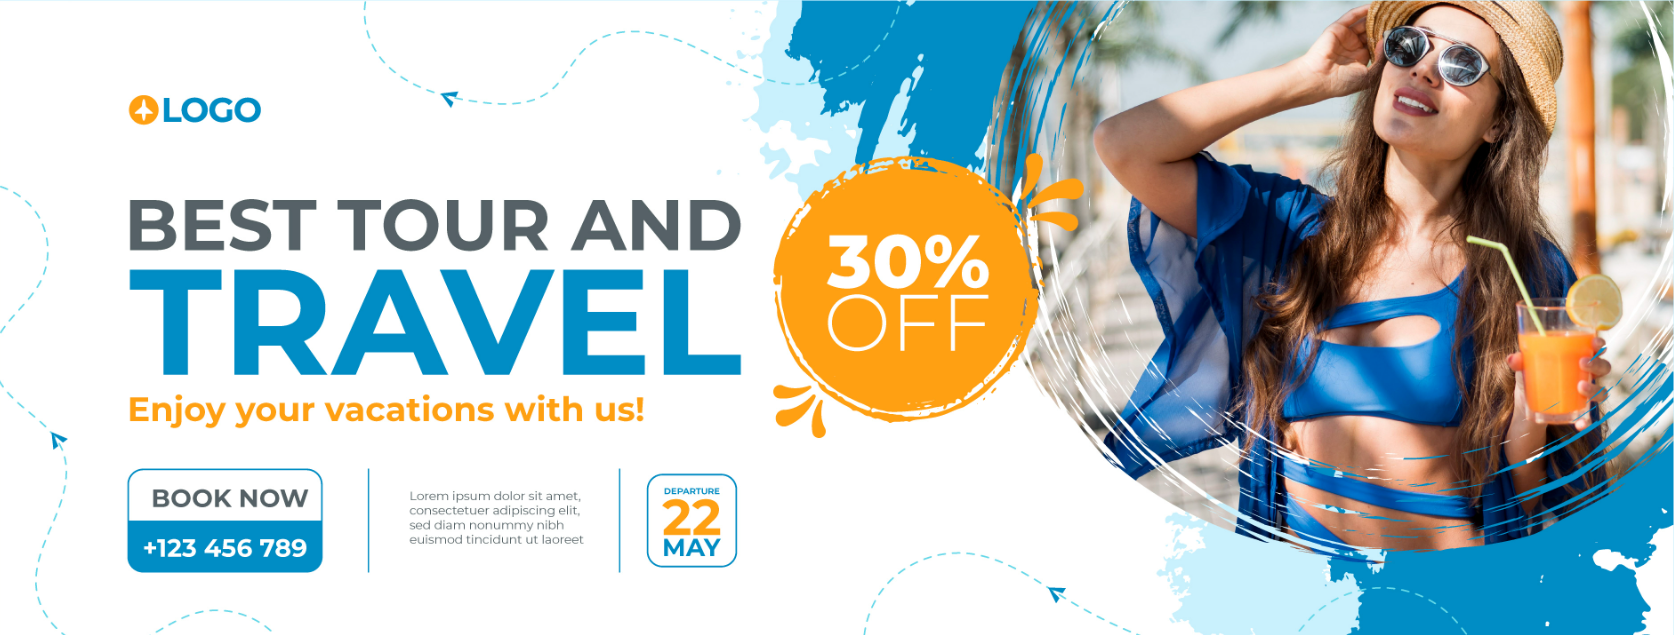 LOGO
BEST TOUR AND
TRAVEL
Enjoy your vacations with us!
30%
OFF
BOOK NOW
+123 456 789
Lorem ipsum dolor sit amet,
consectetuer adipiscing elit,
sed diam nonummy nibh
euismod tincidunt ut laoreet
DEPARTURE
22
MAY